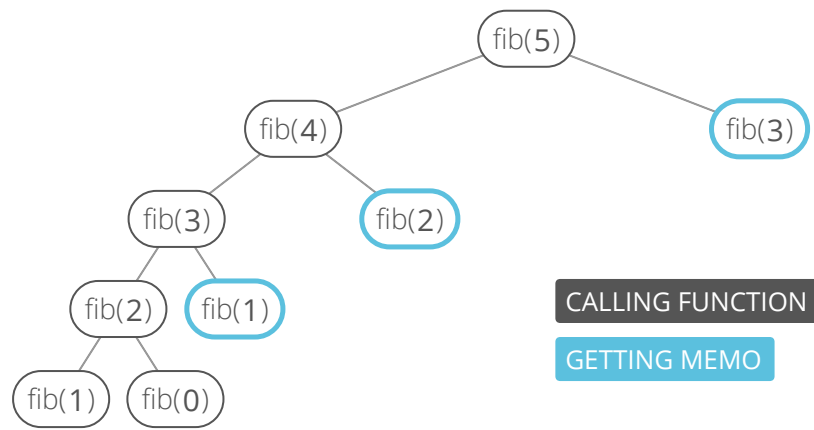 fib(5)
fib(4)
fib(3)
fib(3)
fib(2)
fib(2)
fib(1)
CALLING FUNCTION
GETTING MEMO
fib(1)
fib(0)